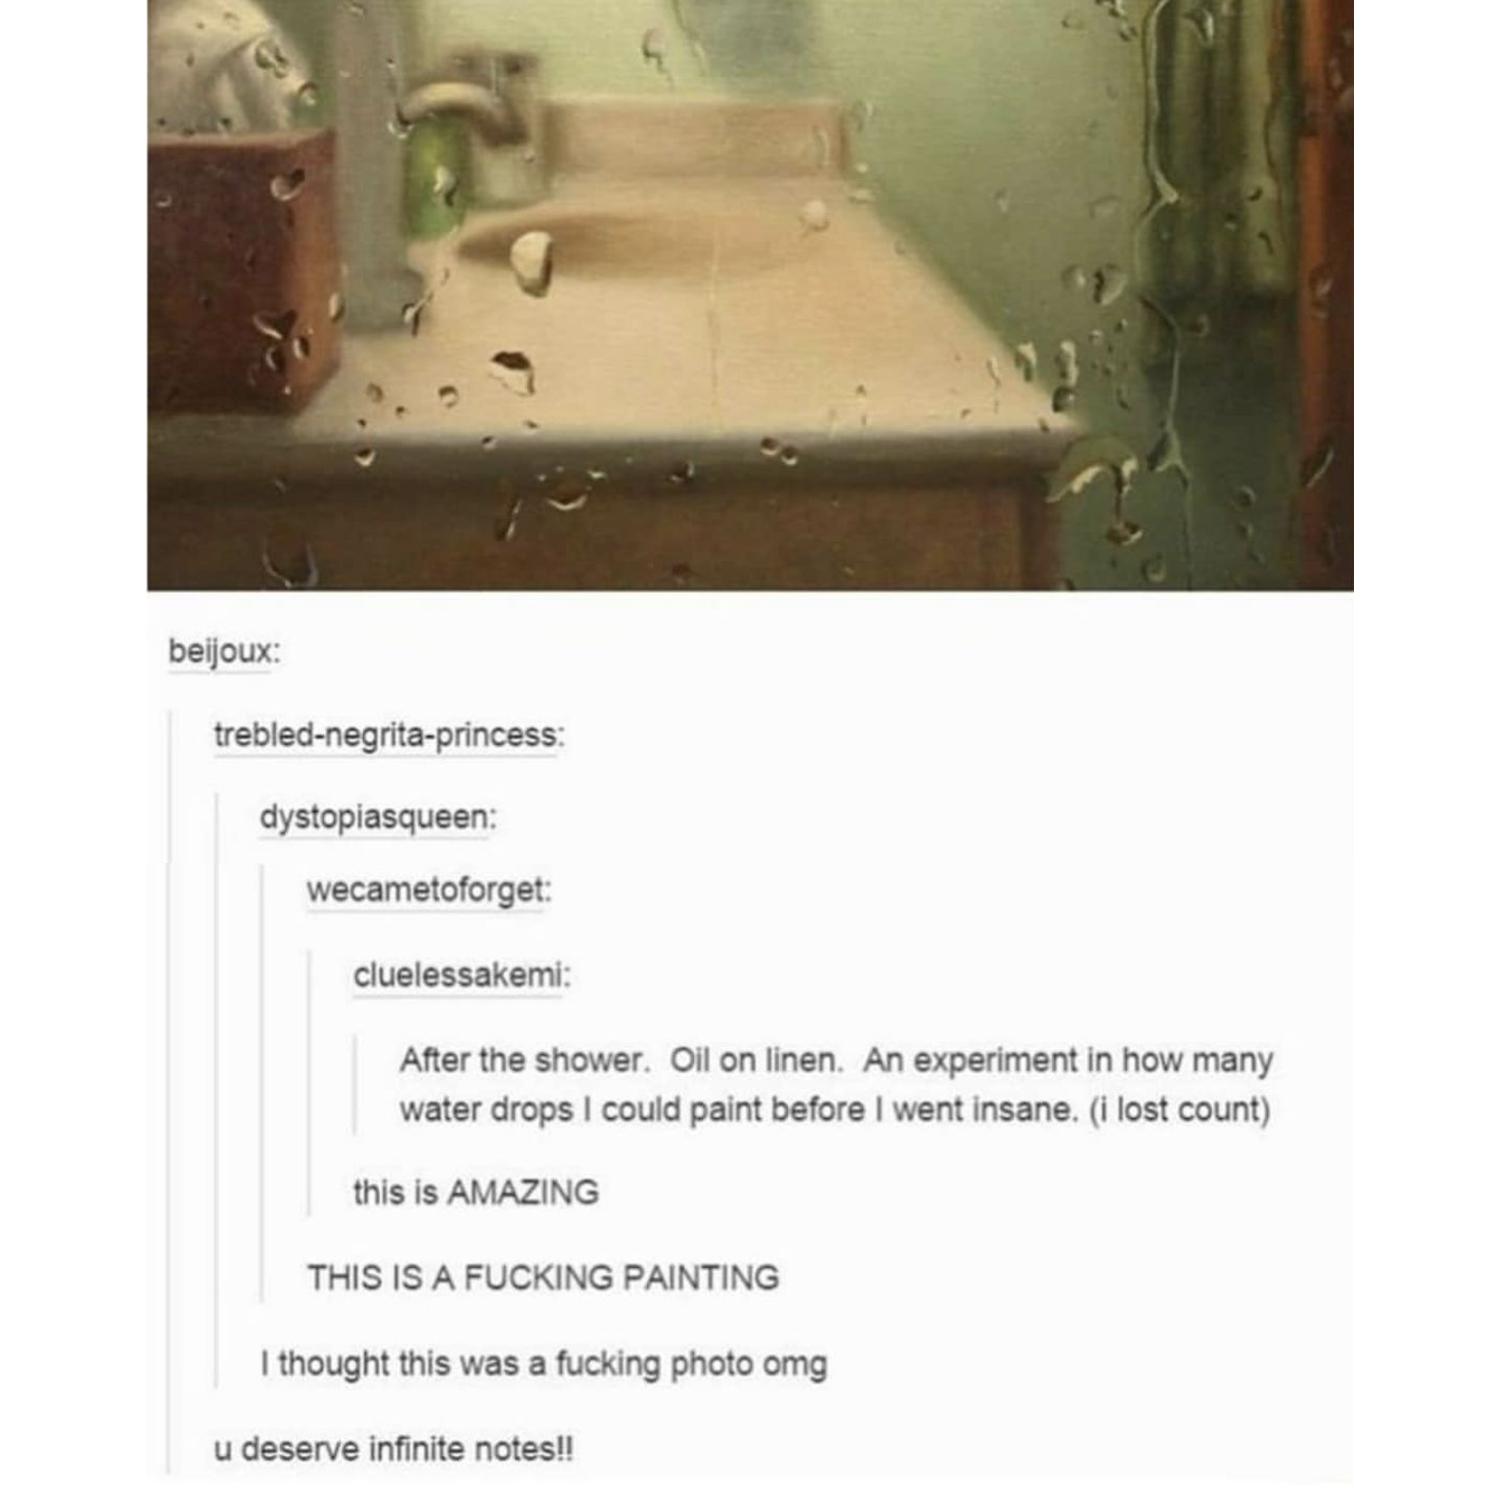 beijoux:
trebled-negrita-princess:
dystopiasqueen:
wecametoforget:
cluelessakemi:
After the shower.  Oil on linen.  An experiment in how many
water drops I could paint before I went insane. (i lost count)
this is AMAZING
THIS IS A FUCKING PAINTING
I thought this was a fucking photo omg
u deserve infinite notes!!